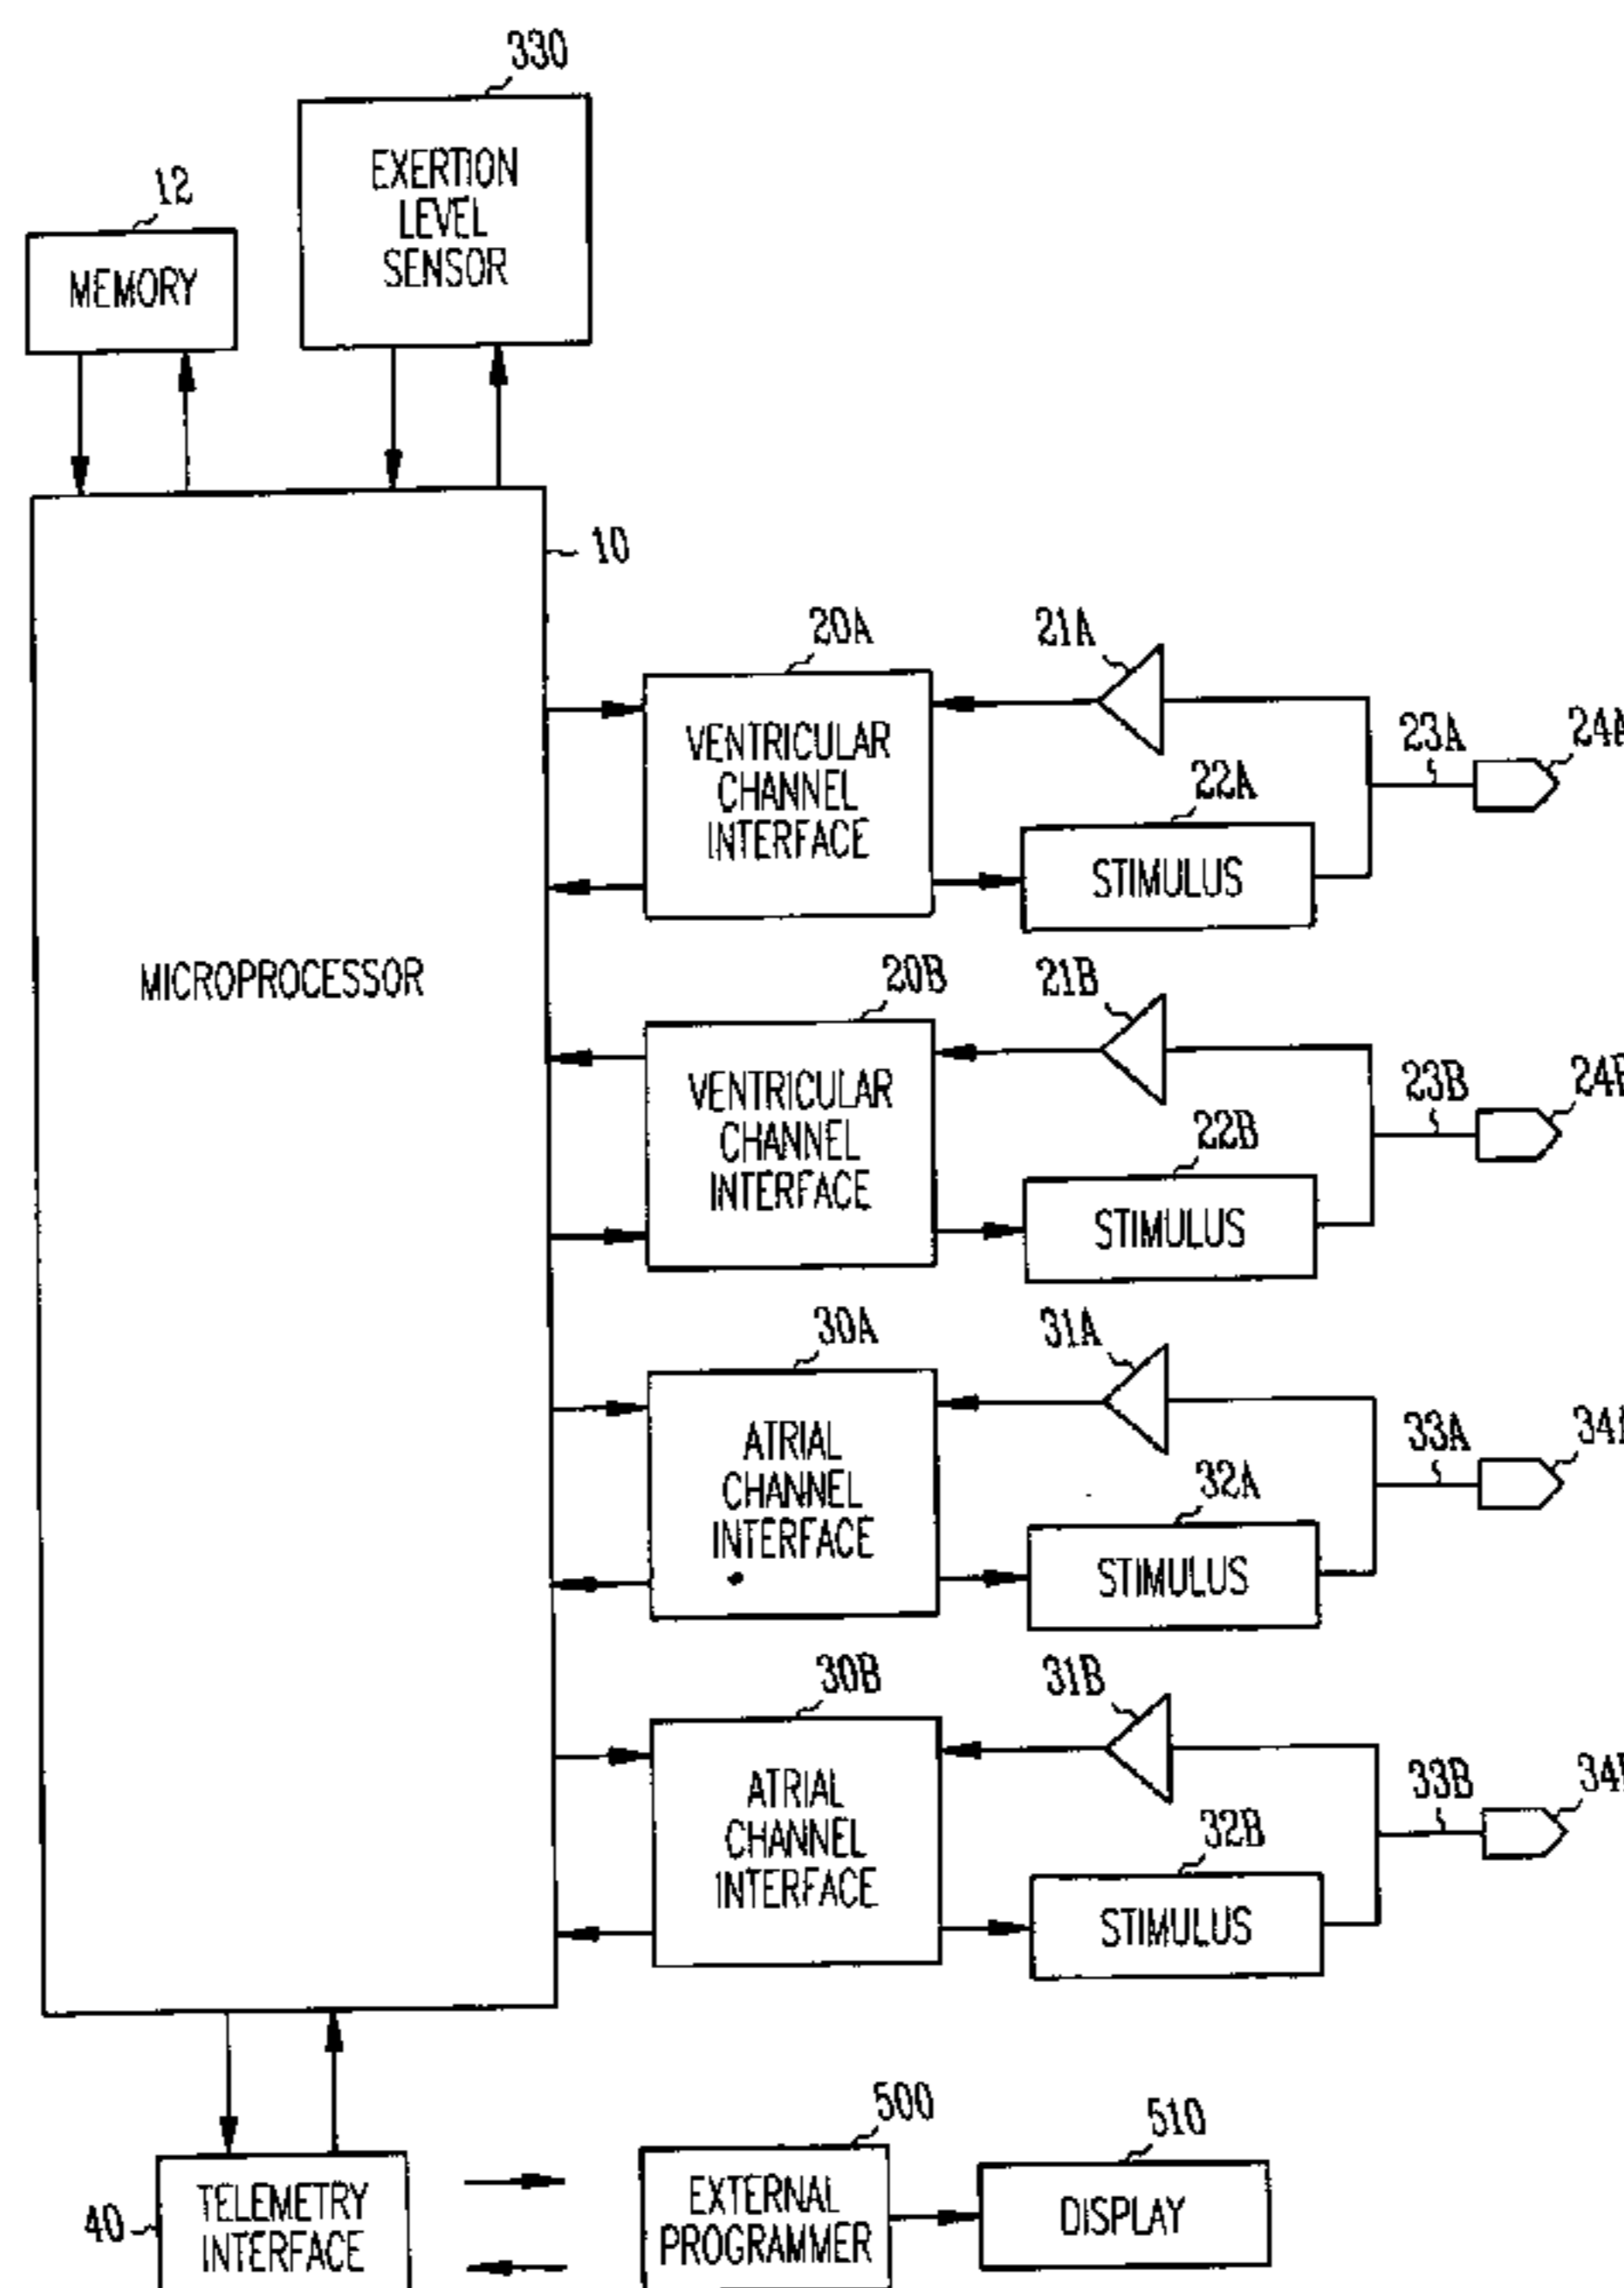 330
EXERTION
LEVEL
SENSOR
12
MEMORY
10
MICROPROCESSOR
20A
VENTRICULAR
CHANNEL
INTERFACE
21A
22A
STIMULUS
23A
24A
20B
VENTRICULAR
CHANNEL
INTERFACE
21B
22B
STIMULUS
23B
30A
ATRIAL
CHANNEL
INTERFACE
31A
32A
STIMULUS
33A
30B
ATRIAL
CHANNEL
INTERFACE
31B
32B
STIMULUS
33B
40
TELEMETRY
INTERFACE
500
EXTERNAL
PROGRAMMER
510
DISPLAY